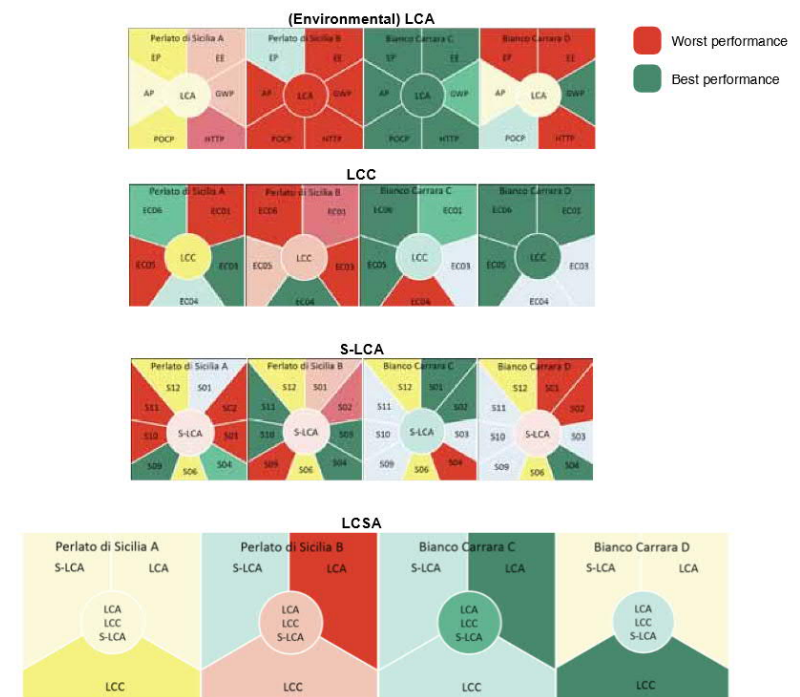 (Environmental) LCA
Worst performance
Best performance
Perlato di Sicilia A
EP EE
AP LCA GWP
POCP HTTP
Perlato di Sicilia B
EP EE
AP LCA GWP
POCP HTTP
Bianco Carrara C
EP EE
AP LCA GWP
POCP HTTP
Bianco Carrara D
EP EE
AP LCA GWP
POCP HTTP
LCC
Perlato di Sicilia A
EC06 EC01
EC05 LCC EC03
EC04
Perlato di Sicilia B
EC06 EC01
EC05 LCC EC03
EC04
Bianco Carrara C
EC06 EC01
EC05 LCC EC03
EC04
Bianco Carrara D
EC06 EC01
EC05 LCC EC03
EC04
S-LCA
Perlato di Sicilia A
S12 S01
S11 SC2
S10 S-LCA S03
S09 S06 S04
Perlato di Sicilia B
S12 S01
S11 S02
S10 S-LCA S03
S09 S06 S04
Bianco Carrara C
S12 S01
S11 S02
S10 S-LCA S03
S09 S06 S04
Bianco Carrara D
S12 SC1
S11 S02
S10 S-LCA S03
S09 S06 S04
LCSA
Perlato di Sicilia A
S-LCA LCA
LCA
LCC
S-LCA
LCC
Perlato di Sicilia B
S-LCA LCA
LCA
LCC
S-LCA
LCC
Bianco Carrara C
S-LCA LCA
LCA
LCC
S-LCA
LCC
Bianco Carrara D
S-LCA LCA
LCA
LCC
S-LCA
LCC